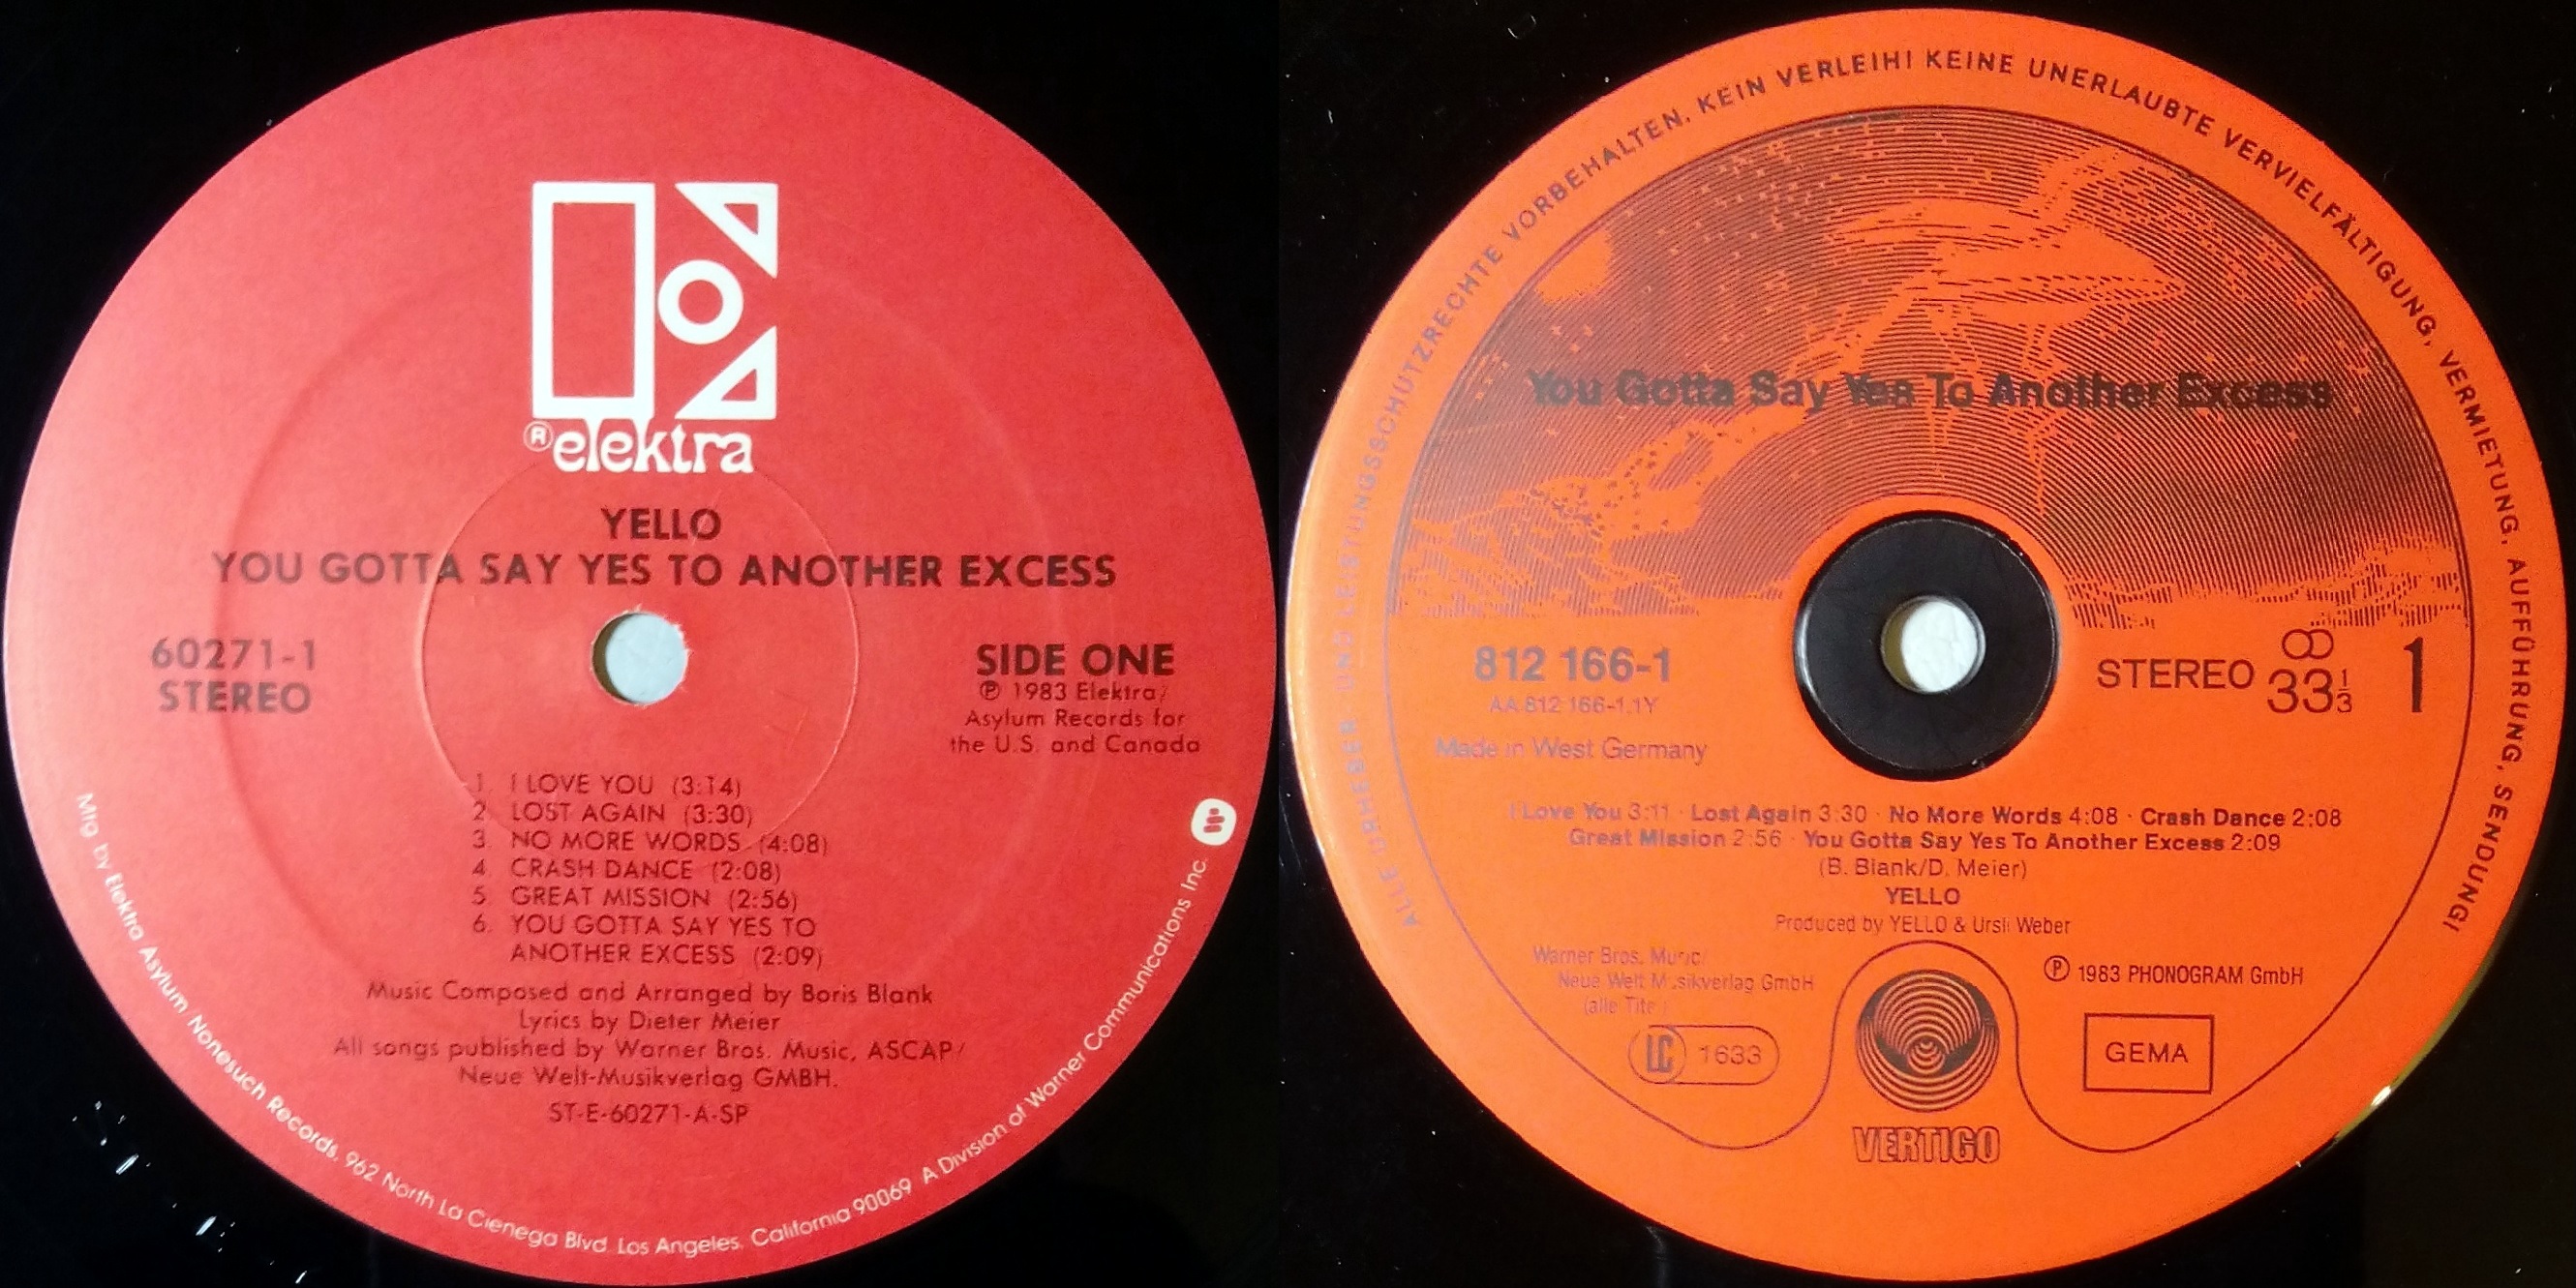 ® elektra
YELLO
YOU GOTTA SAY YES TO ANOTHER EXCESS
60271-1
STEREO
SIDE ONE
℗ 1983 Elektra/
Asylum Records for
the U.S. and Canada
1. I LOVE YOU (3:14)
2. LOST AGAIN (3:30)
3. NO MORE WORDS (4:08)
4. CRASH DANCE (2:08)
5. GREAT MISSION (2:56)
6. YOU GOTTA SAY YES TO
ANOTHER EXCESS (2:09)
Music Composed and Arranged by Boris Blank
Lyrics by Dieter Meier
All songs published by Warner Bros. Music, ASCAP/
Neue Welt-Musikverlag GMBH.
ST-E-60271-A-SP
Mfg. by Elektra Asylum Nonesuch Records, 962 North La Cienega Blvd. Los Angeles, California 90069 A Division of Warner Communications Inc.
ALLE URHEBER- UND LEISTUNGSSCHUTZRECHTE VORBEHALTEN, KEIN VERLEIH! KEINE UNERLAUBTE VERVIELFÄLTIGUNG, VERMIETUNG, AUFFÜHRUNG, SENDUNG!
You Gotta Say Yes To Another Excess
812 166-1
AA 812 166-1.1Y
Made in West Germany
STEREO 33⅓ 1
I Love You 3:11 · Lost Again 3:30 · No More Words 4:08 · Crash Dance 2:08
Great Mission 2:56 · You Gotta Say Yes To Another Excess 2:09
(B. Blank/D. Meier)
YELLO
Produced by YELLO & Ursli Weber
Warner Bros. Music/
Neue Welt Musikverlag GmbH
(alle Titel)
℗ 1983 PHONOGRAM GmbH
LC 1633
GEMA
VERTIGO